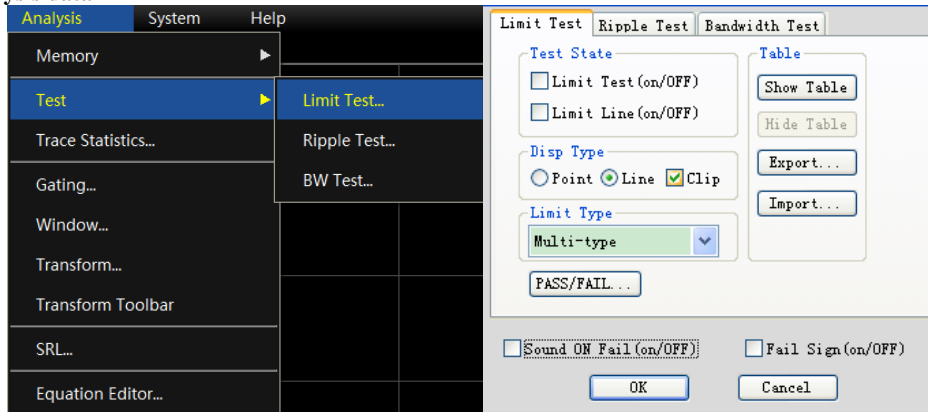 Analysis System Help
Memory
Test
Trace Statistics...
Gating...
Window...
Transform...
Transform Toolbar
SRL...
Equation Editor...
Limit Test...
Ripple Test...
BW Test...
Limit Test Ripple Test Bandwidth Test
Test State
Limit Test(on/OFF)
Limit Line(on/OFF)
Disp Type
Point Line Clip
Limit Type
Multi-type
PASS/FAIL...
Table
Show Table
Hide Table
Export...
Import...
Sound ON Fail(on/OFF) Fail Sign(on/OFF)
OK Cancel